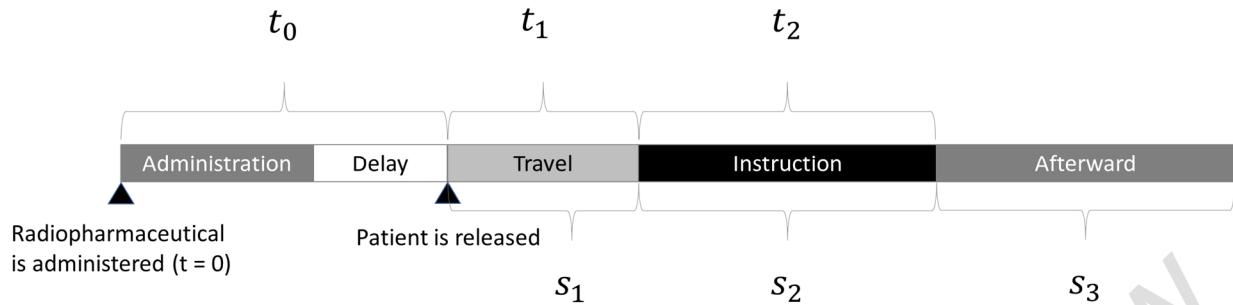 t₀ t₁ t₂
Administration Delay Travel Instruction Afterward
Radiopharmaceutical
is administered (t = 0)
Patient is released
s₁ s₂ s₃